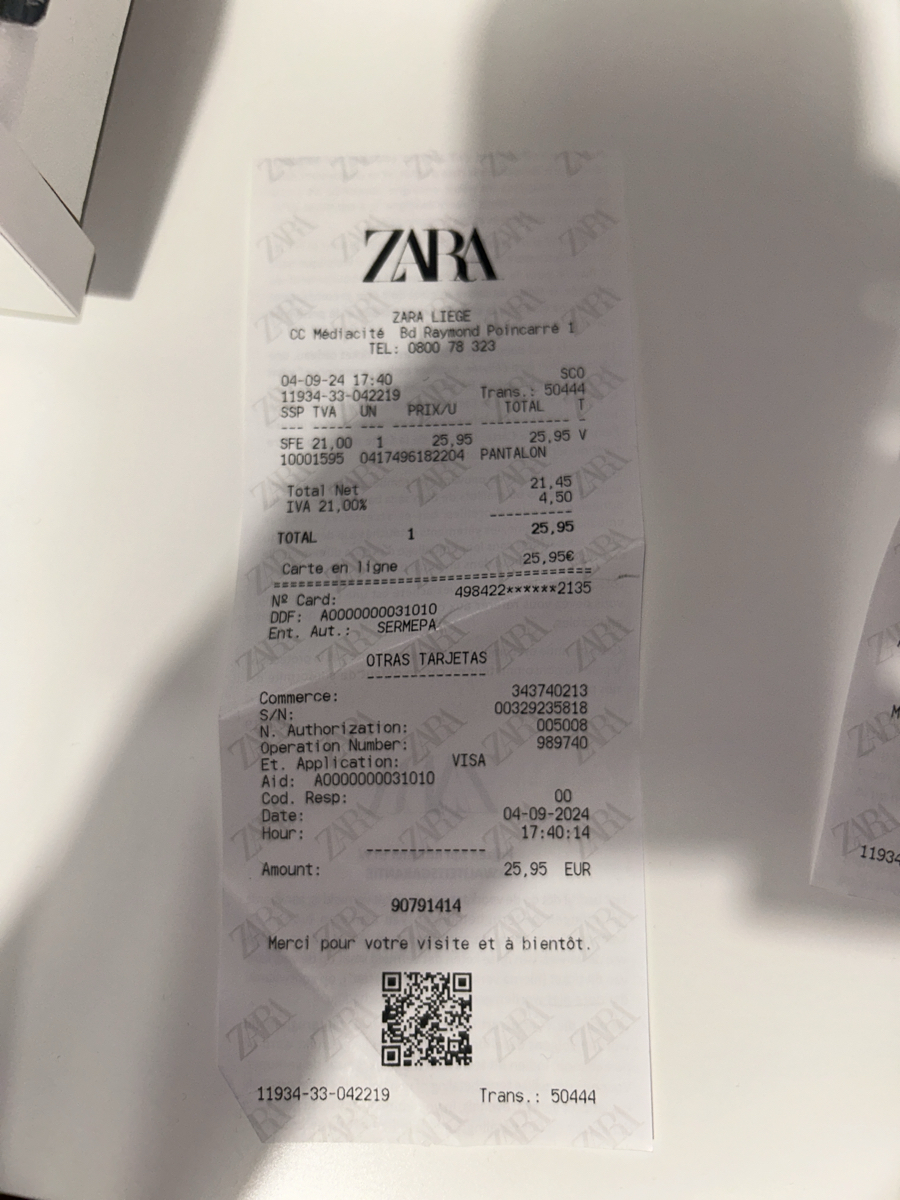 ZARA
ZARA LIEGE
CC Médiacité Bd Raymond Poincarré 1
TEL: 0800 78 323
04-09-24 17:40 SCO
11934-33-042219 Trans.: 50444
SSP TVA UN PRIX/U TOTAL T
SFE 21,00 1 25,95 25,95 V
10001595 0417496182204 PANTALON
Total Net 21,45
IVA 21,00% 4,50
TOTAL 1 25,95
Carte en ligne 25,95€
Nº Card: 498422******2135
DDF: A0000000031010
Ent. Aut.: SERMEPA
OTRAS TARJETAS
Commerce: 343740213
S/N: 00329235818
N. Authorization: 005008
Operation Number: 989740
Et. Application: VISA
Aid: A0000000031010
Cod. Resp: 00
Date: 04-09-2024
Hour: 17:40:14
Amount: 25,95 EUR
90791414
Merci pour votre visite et à bientôt.
11934-33-042219 Trans.: 50444
1193